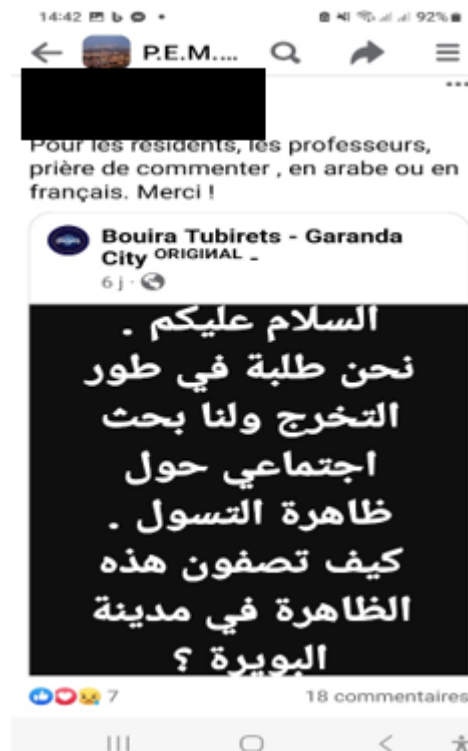 14:42
92%
P.E.M....
Pour les résidents, les professeurs,
prière de commenter , en arabe ou en
français. Merci !
Bouira Tubirets - Garanda
City ᴼᴿᴵᴳᴵᴻᴬᴸ -
6 j ·
السلام عليكم .
نحن طلبة في طور
التخرج ولنا بحث
اجتماعي حول
ظاهرة التسول .
كيف تصفون هذه
الظاهرة في مدينة
البويرة ؟
7
18 commentaires